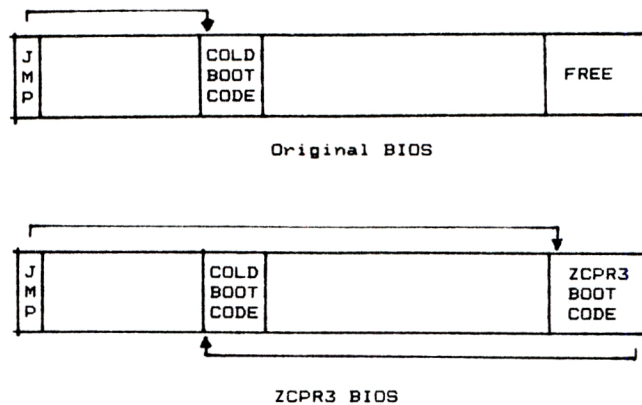 J
M
P
COLD
BOOT
CODE
FREE
Original BIOS
J
M
P
COLD
BOOT
CODE
ZCPR3
BOOT
CODE
ZCPR3 BIOS